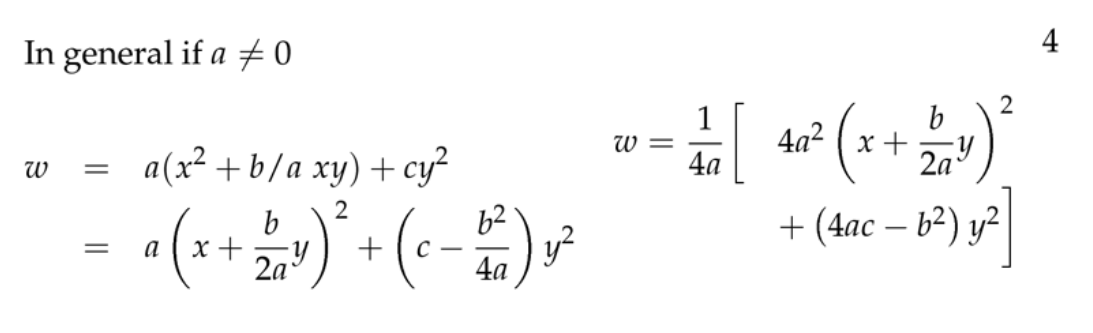 In general if a ≠ 0
4
w = a(x² + b/a xy) + cy²
= a(x + b/2a y)² + (c − b²/4a) y²
w = 1/4a [ 4a² (x + b/2a y)²
+ (4ac − b²) y² ]